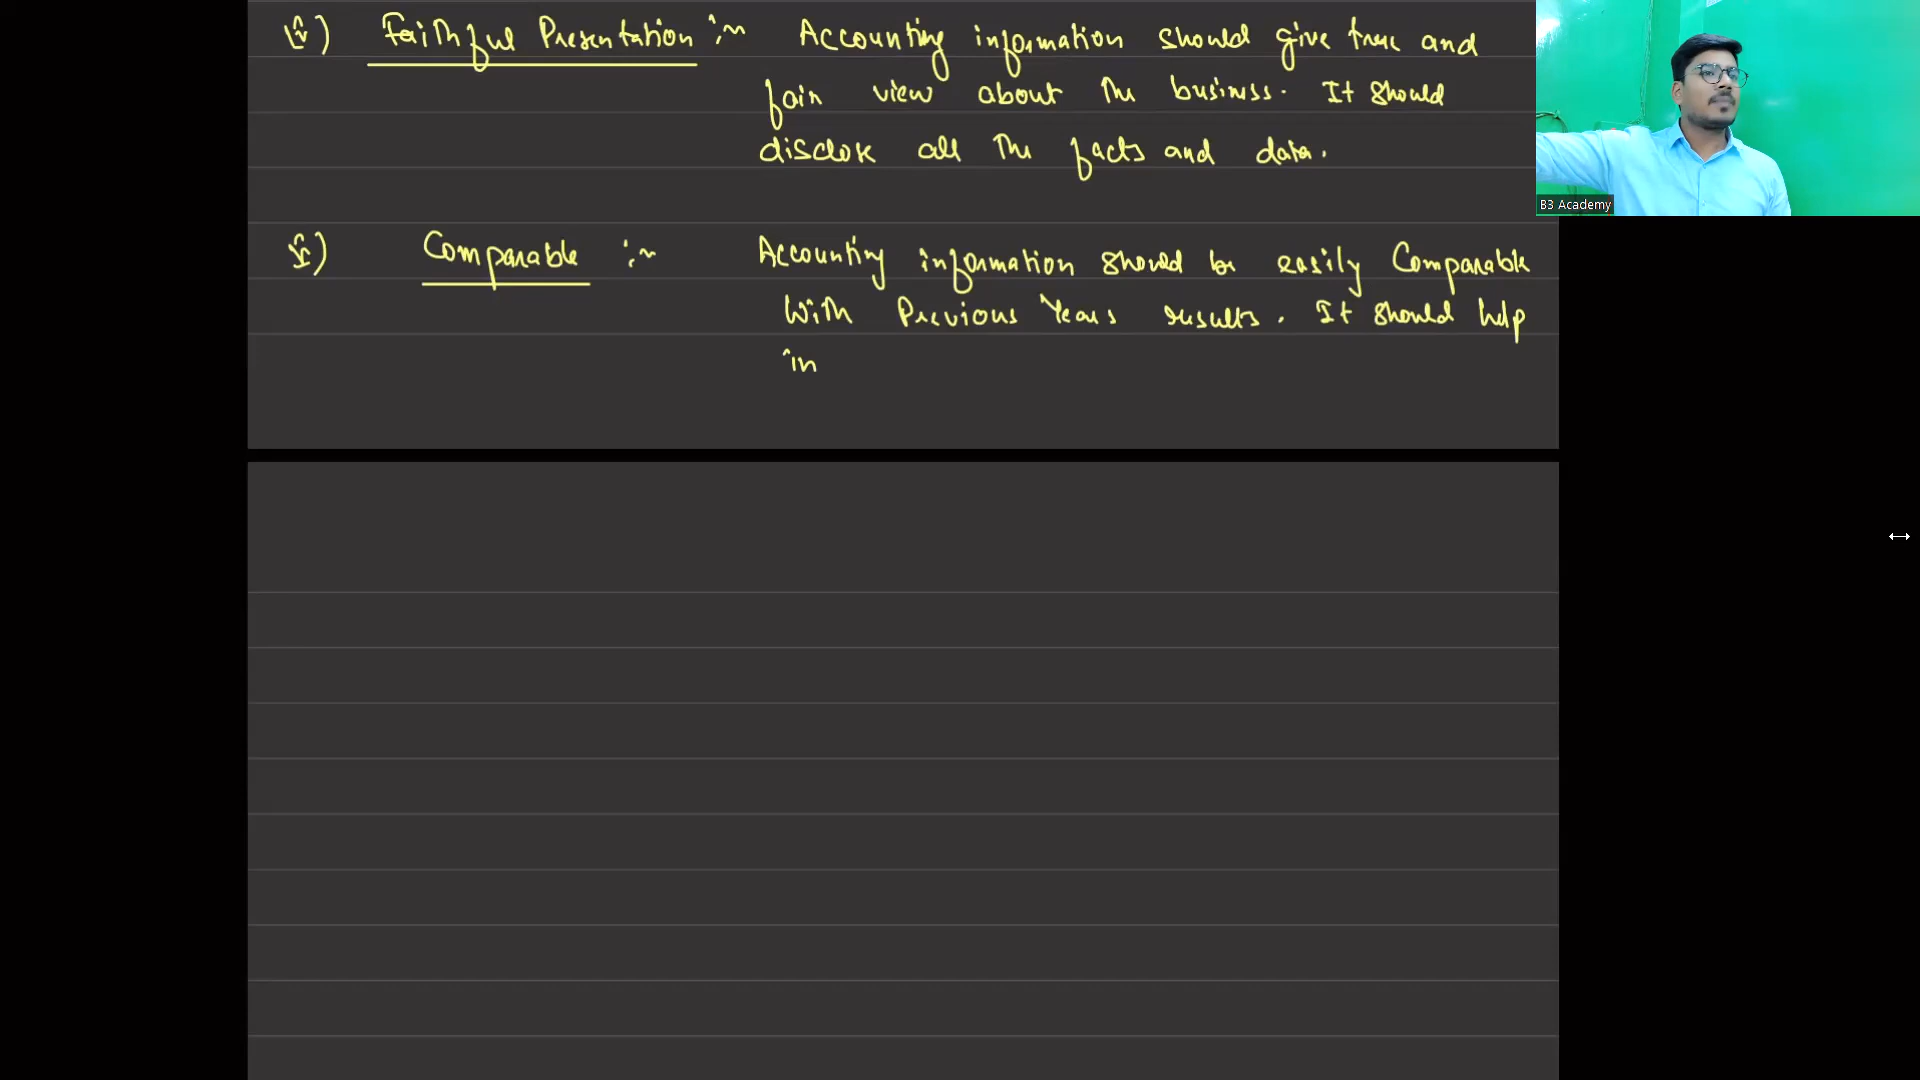 v) Faithful Presentation :~ Accounting information should give true and
fair view about the business. It should
disclose all the facts and data.
B3 Academy
Comparable :~ Accounting information should be easily Comparable
With Previous Years results. It should help
in